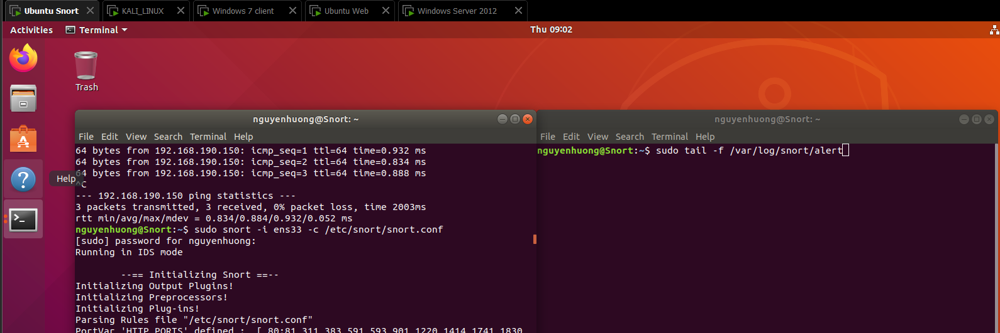 Ubuntu Snort
KALI_LINUX
Windows 7 client
Ubuntu Web
Windows Server 2012
Activities
Terminal
Thu 09:02
Trash
Help
nguyenhuong@Snort: ~
File Edit View Search Terminal Help
64 bytes from 192.168.190.150: icmp_seq=1 ttl=64 time=0.932 ms
64 bytes from 192.168.190.150: icmp_seq=2 ttl=64 time=0.834 ms
64 bytes from 192.168.190.150: icmp_seq=3 ttl=64 time=0.888 ms
^C
--- 192.168.190.150 ping statistics ---
3 packets transmitted, 3 received, 0% packet loss, time 2003ms
rtt min/avg/max/mdev = 0.834/0.884/0.932/0.052 ms
nguyenhuong@Snort:~$ sudo snort -i ens33 -c /etc/snort/snort.conf
[sudo] password for nguyenhuong:
Running in IDS mode
--== Initializing Snort ==--
Initializing Output Plugins!
Initializing Preprocessors!
Initializing Plug-ins!
Parsing Rules file "/etc/snort/snort.conf"
PortVar 'HTTP_PORTS' defined : [ 80:81 311 383 591 593 901 1220 1414 1741 1830
nguyenhuong@Snort: ~
File Edit View Search Terminal Help
nguyenhuong@Snort:~$ sudo tail -f /var/log/snort/alert